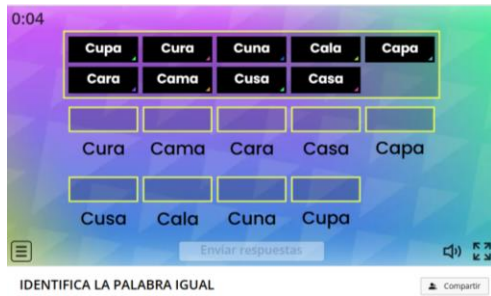 0:04
Cupa Cura Cuna Cala Capa
Cara Cama Cusa Casa
Cura Cama Cara Casa Capa
Cusa Cala Cuna Cupa
Enviar respuestas
IDENTIFICA LA PALABRA IGUAL
Compartir